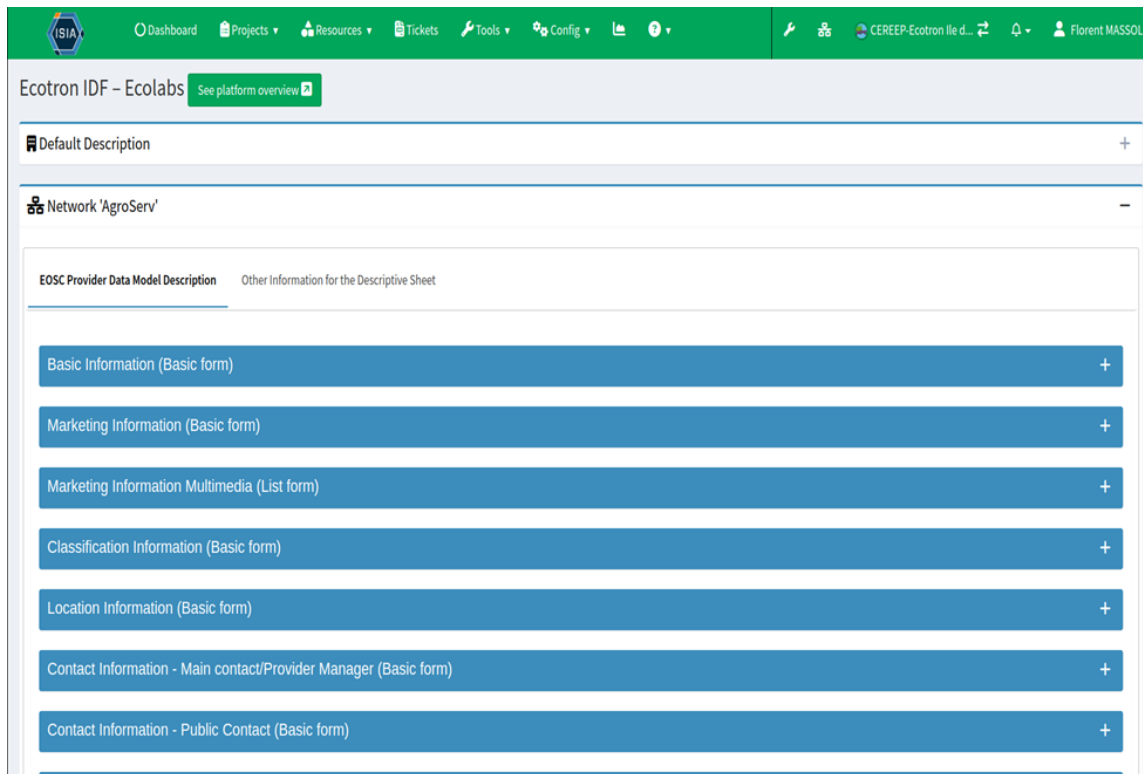 ISIA Dashboard Projects Resources Tickets Tools Config CEREEP-Ecotron Ile d... Florent MASSOL
Ecotron IDF – Ecolabs See platform overview
Default Description
Network 'AgroServ'
EOSC Provider Data Model Description Other Information for the Descriptive Sheet
Basic Information (Basic form)
Marketing Information (Basic form)
Marketing Information Multimedia (List form)
Classification Information (Basic form)
Location Information (Basic form)
Contact Information - Main contact/Provider Manager (Basic form)
Contact Information - Public Contact (Basic form)